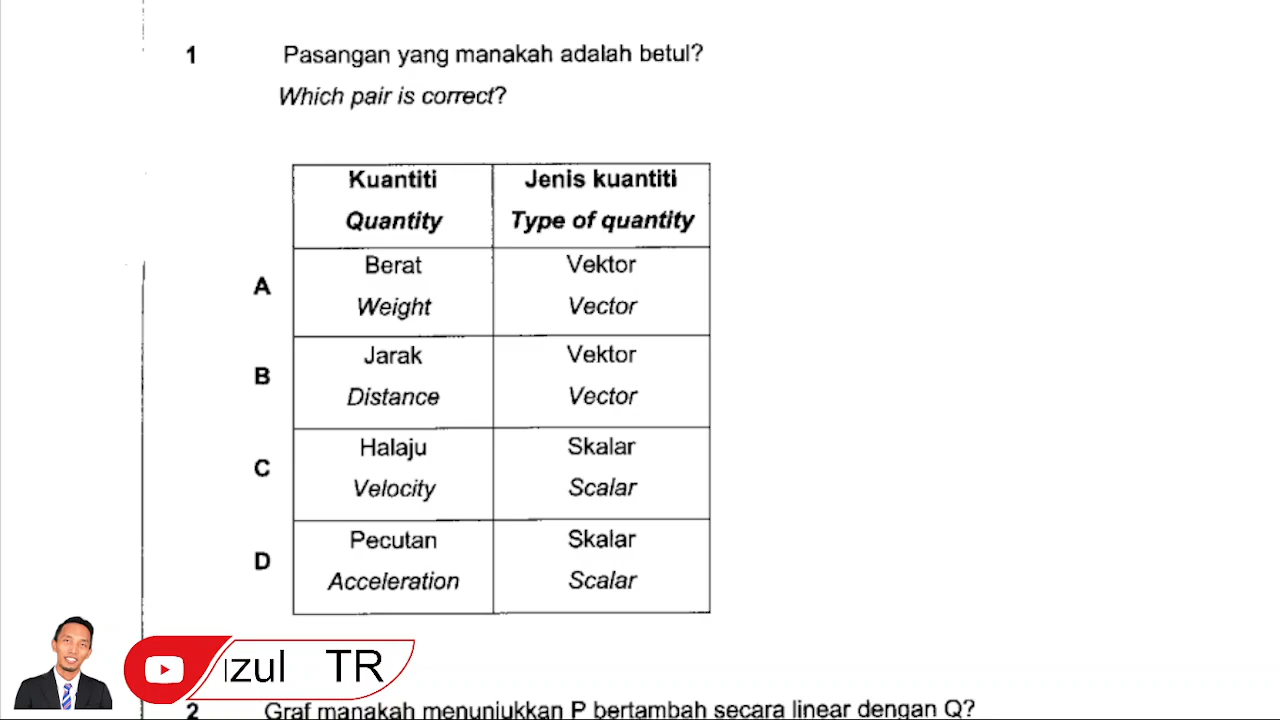 1 Pasangan yang manakah adalah betul?
Which pair is correct?
Kuantiti Jenis kuantiti
Quantity Type of quantity
A
Berat Vektor
Weight Vector
B
Jarak Vektor
Distance Vector
C
Halaju Skalar
Velocity Scalar
D
Pecutan Skalar
Acceleration Scalar
TR
2 Graf manakah menunjukkan P bertambah secara linear dengan Q?